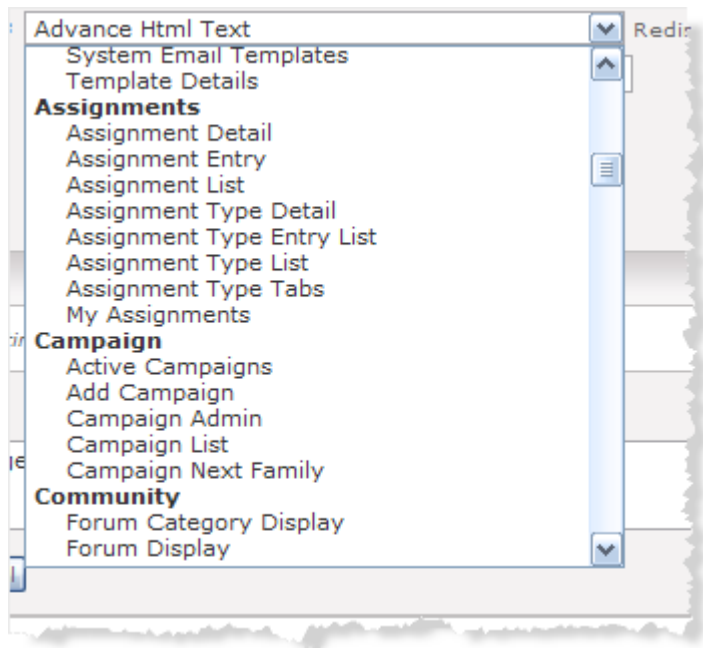 Advance Html Text
System Email Templates
Template Details
Assignments
Assignment Detail
Assignment Entry
Assignment List
Assignment Type Detail
Assignment Type Entry List
Assignment Type List
Assignment Type Tabs
My Assignments
Campaign
Active Campaigns
Add Campaign
Campaign Admin
Campaign List
Campaign Next Family
Community
Forum Category Display
Forum Display